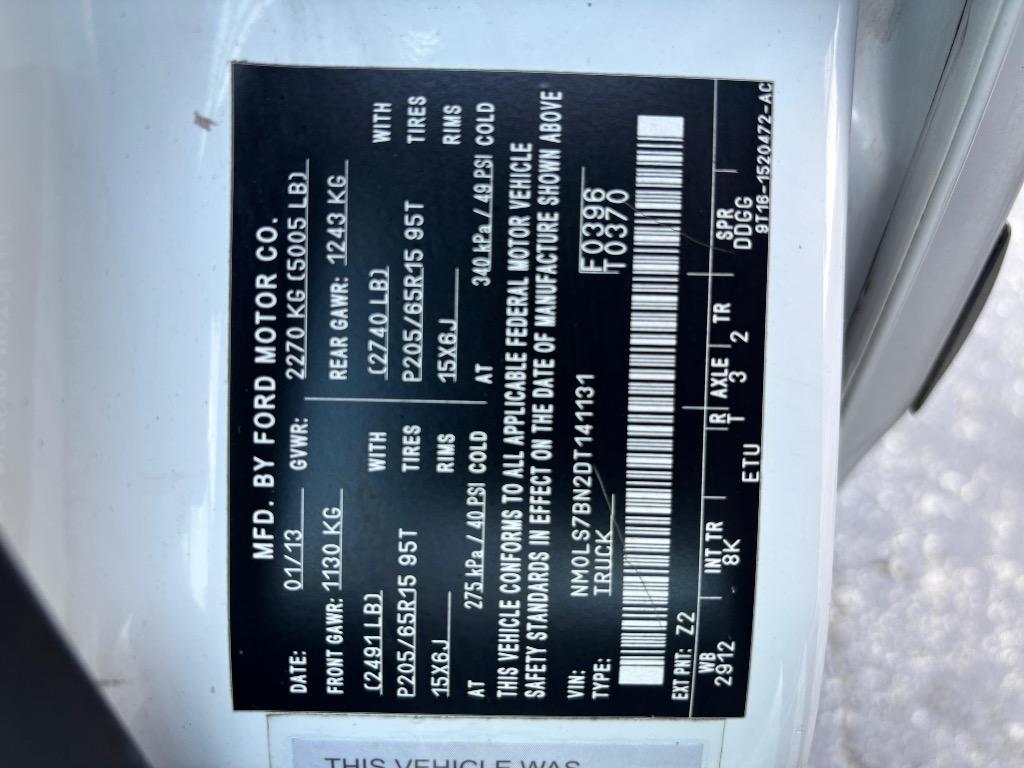 MFD. BY FORD MOTOR CO.
DATE: 01/13 GVWR: 2270 KG (5005 LB)
FRONT GAWR: 1130 KG REAR GAWR: 1243 KG
(2491LB) WITH (2740 LB) WITH
P205/65R15 95T TIRES P205/65R15 95T TIRES
15X6J RIMS 15X6J RIMS
AT 275 kPa / 40 PSI COLD AT 340 kPa / 49 PSI COLD
THIS VEHICLE CONFORMS TO ALL APPLICABLE FEDERAL MOTOR VEHICLE
SAFETY STANDARDS IN EFFECT ON THE DATE OF MANUFACTURE SHOWN ABOVE
VIN: NM0LS7BN2DT141131 F0396
TYPE: TRUCK T0370
EXT PNT: Z2
WB INT TR R AXLE TR SPR
2912 8K T 3 2 DDGG
ETU 9T16-1520472-AC
THIS VEHICLE WAS